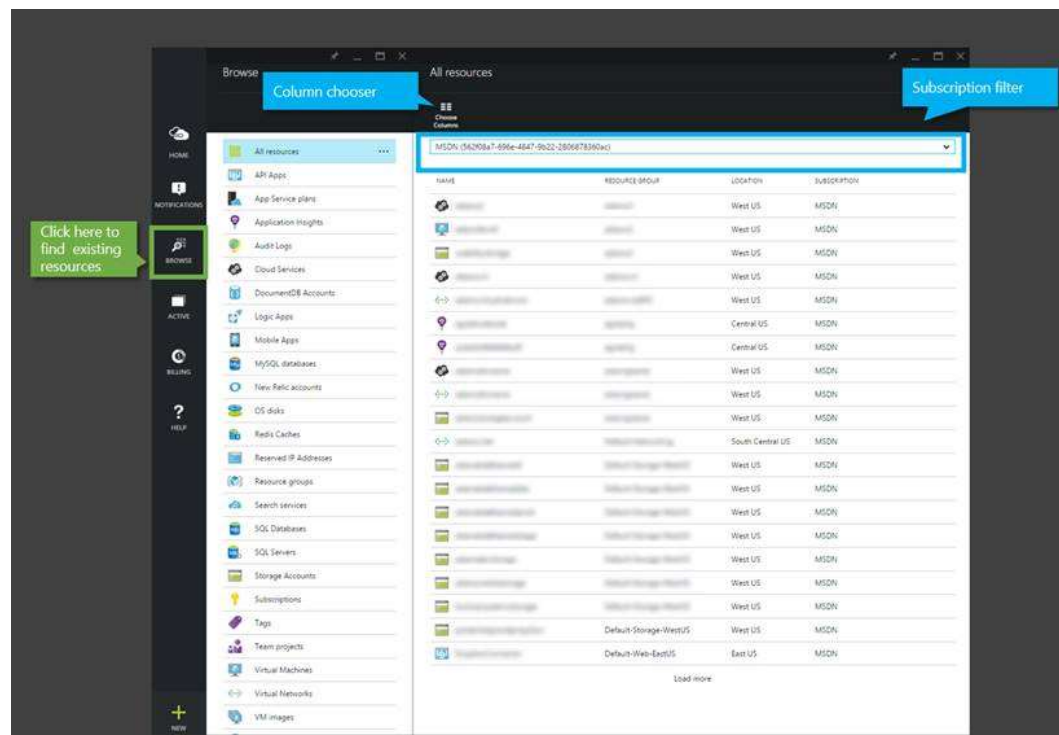 Browse
All resources
Column chooser
Subscription filter
Choose
Columns
HOME
NOTIFICATIONS
Click here to
find existing
resources
BROWSE
ACTIVE
BILLING
HELP
NEW
All resources ...
API Apps
App Service plans
Application Insights
Audit Logs
Cloud Services
DocumentDB Accounts
Logic Apps
Mobile Apps
MySQL databases
New Relic accounts
OS disks
Redis Caches
Reserved IP Addresses
Resource groups
Search services
SQL Databases
SQL Servers
Storage Accounts
Subscriptions
Tags
Team projects
Virtual Machines
Virtual Networks
VM images
MSDN (562f08a7-696e-4647-9b22-2806878360ac)
NAME RESOURCE GROUP LOCATION SUBSCRIPTION
West US MSDN
West US MSDN
West US MSDN
West US MSDN
West US MSDN
Central US MSDN
Central US MSDN
West US MSDN
West US MSDN
West US MSDN
South Central US MSDN
West US MSDN
West US MSDN
West US MSDN
West US MSDN
West US MSDN
West US MSDN
West US MSDN
Default-Storage-WestUS West US MSDN
Default-Web-EastUS East US MSDN
Load more